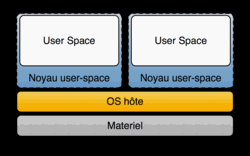 User Space User Space
Noyau user-space Noyau user-space
OS hôte
Materiel